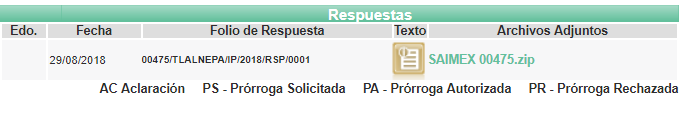 Respuestas
Edo. Fecha Folio de Respuesta Texto Archivos Adjuntos
29/08/2018 00475/TLALNEPA/IP/2018/RSP/0001 SAIMEX 00475.zip
AC Aclaración PS - Prórroga Solicitada PA - Prórroga Autorizada PR - Prórroga Rechazada